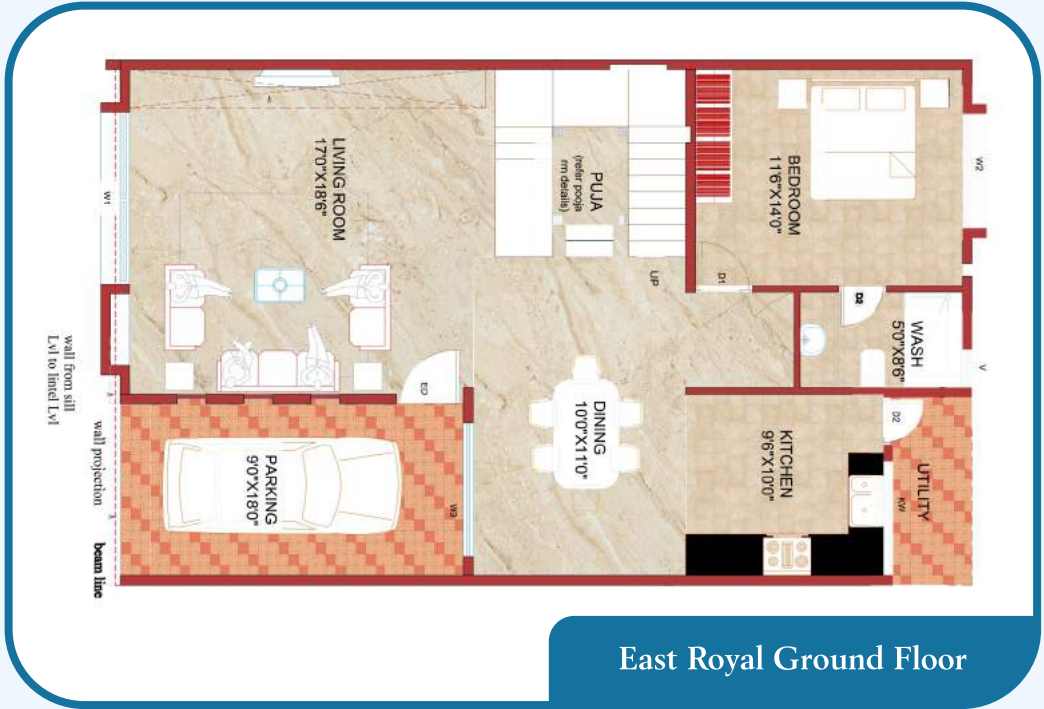 LIVING ROOM
17'0"X18'6"
PUJA
(refer pooja
rm details)
UP
BEDROOM
11'6"X14'0"
W2
W1
D1
D2
WASH
5'0"X8'6"
V
ED
DINING
10'0"X11'0"
KITCHEN
9'6"X10'0"
D2
UTILITY
KW
PARKING
9'0"X18'0"
W3
wall from sill
Lvl to lintel Lvl
wall projection
beam line
East Royal Ground Floor